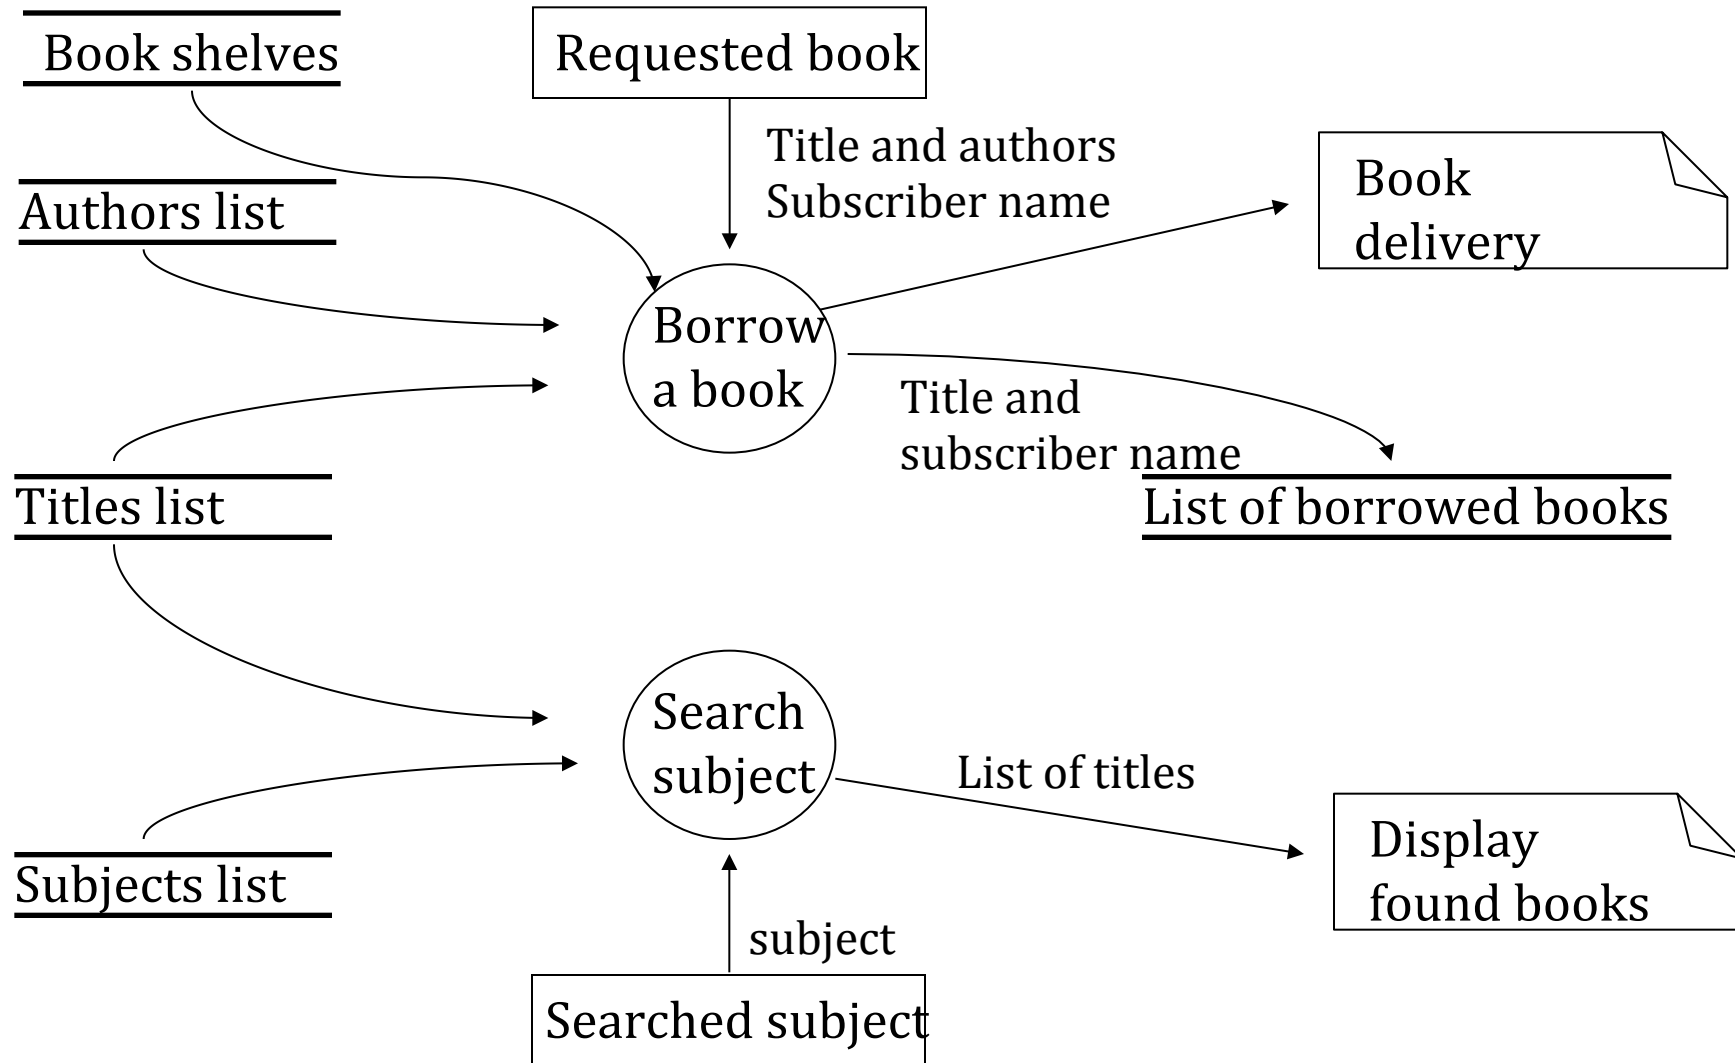 Book shelves
Requested book
Title and authors
Subscriber name
Book
delivery
Authors list
Borrow
a book
Title and
subscriber name
Titles list
List of borrowed books
Search
subject
List of titles
Display
found books
Subjects list
subject
Searched subject